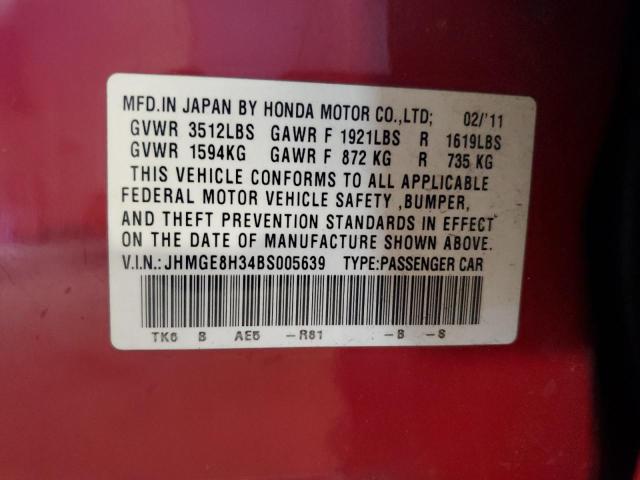 MFD.IN JAPAN BY HONDA MOTOR CO.,LTD; 02/'11
GVWR 3512LBS GAWR F 1921LBS R 1619LBS
GVWR 1594KG GAWR F 872 KG R 735 KG
THIS VEHICLE CONFORMS TO ALL APPLICABLE
FEDERAL MOTOR VEHICLE SAFETY ,BUMPER,
AND THEFT PREVENTION STANDARDS IN EFFECT
ON THE DATE OF MANUFACTURE SHOWN ABOVE.
V.I.N.:JHMGE8H34BS005639 TYPE:PASSENGER CAR
TK6 B AE5 -R81 -B -S